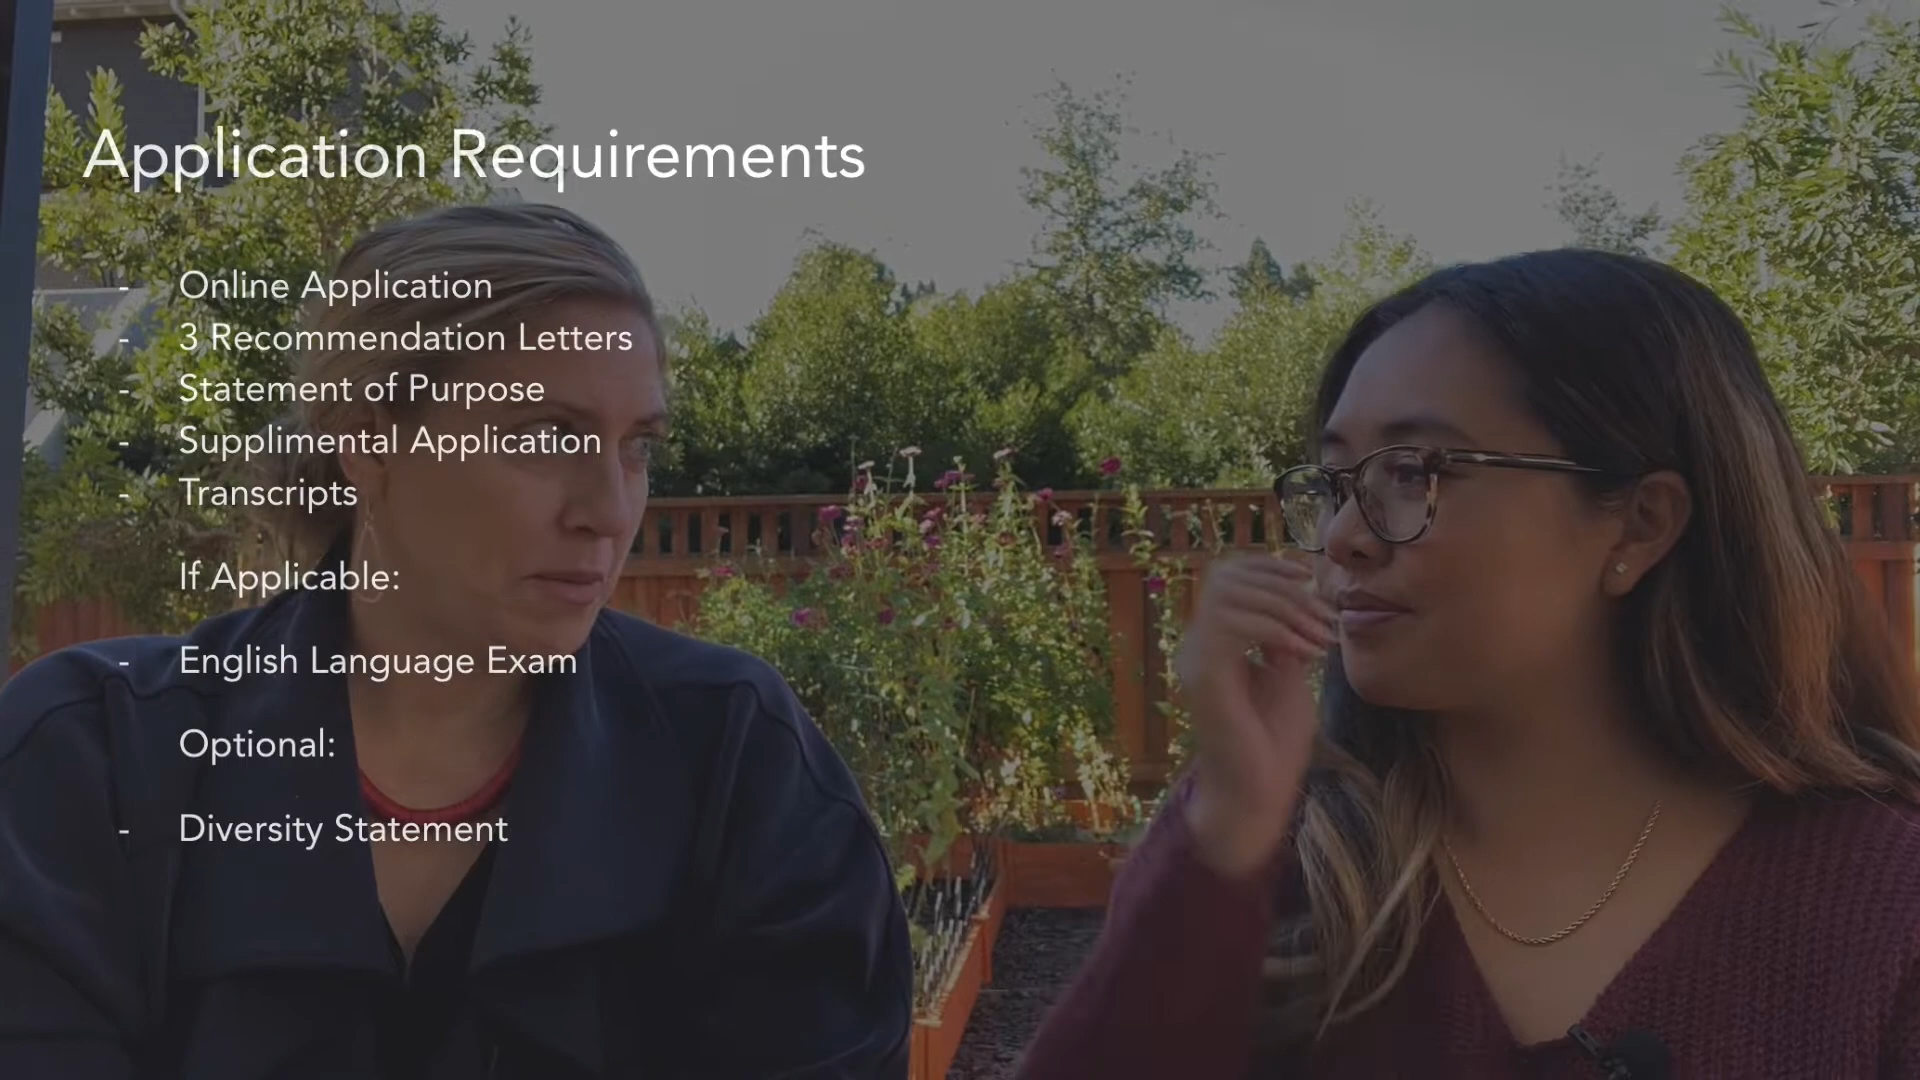 Application Requirements
- Online Application
- 3 Recommendation Letters
- Statement of Purpose
- Supplimental Application
- Transcripts
If Applicable:
- English Language Exam
Optional:
- Diversity Statement